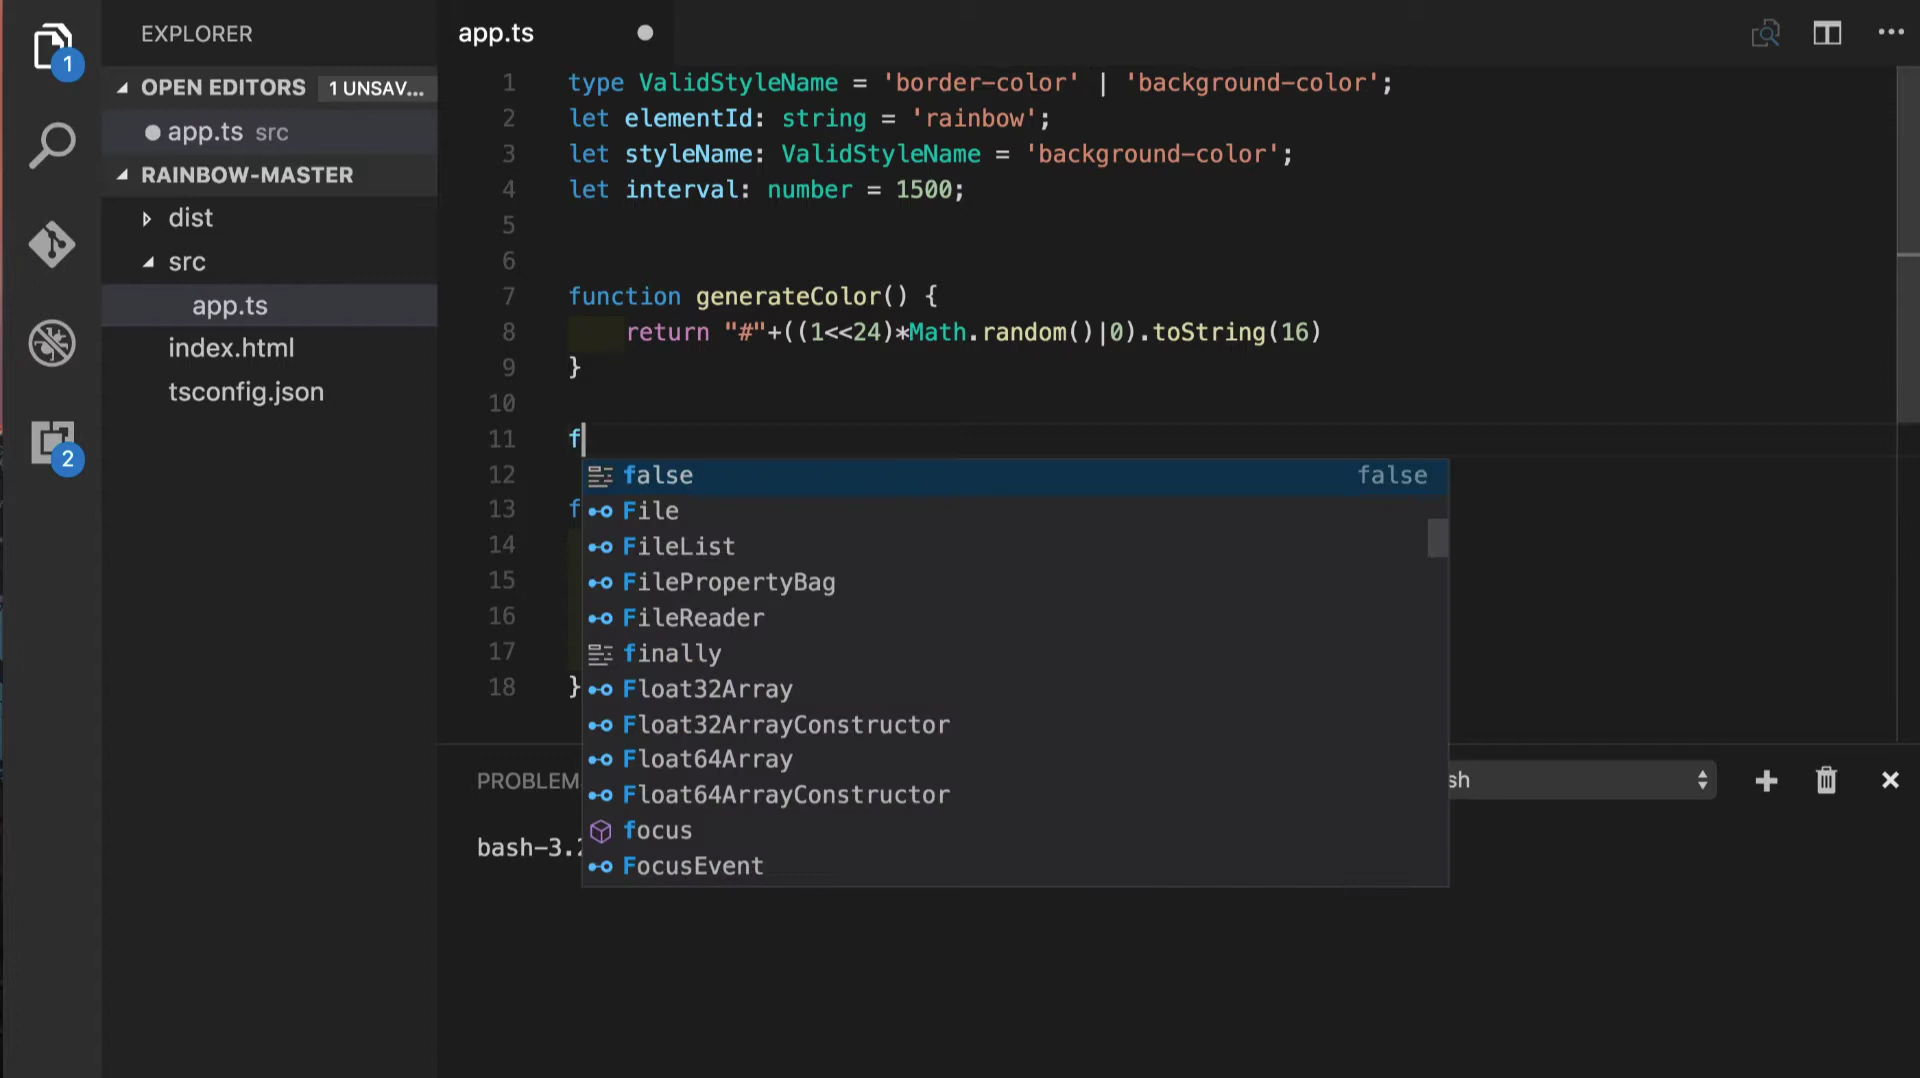 EXPLORER
OPEN EDITORS 1 UNSAV...
app.ts src
RAINBOW-MASTER
dist
src
app.ts
index.html
tsconfig.json
1
2
app.ts
1 type ValidStyleName = 'border-color' | 'background-color';
2 let elementId: string = 'rainbow';
3 let styleName: ValidStyleName = 'background-color';
4 let interval: number = 1500;
5
6
7 function generateColor() {
8 return "#"+((1<<24)*Math.random()|0).toString(16)
9 }
10
11 f
12
13 f
14
15
16
17
18 }
false false
File
FileList
FilePropertyBag
FileReader
finally
Float32Array
Float32ArrayConstructor
Float64Array
Float64ArrayConstructor
focus
FocusEvent
PROBLEM sh
bash-3.2